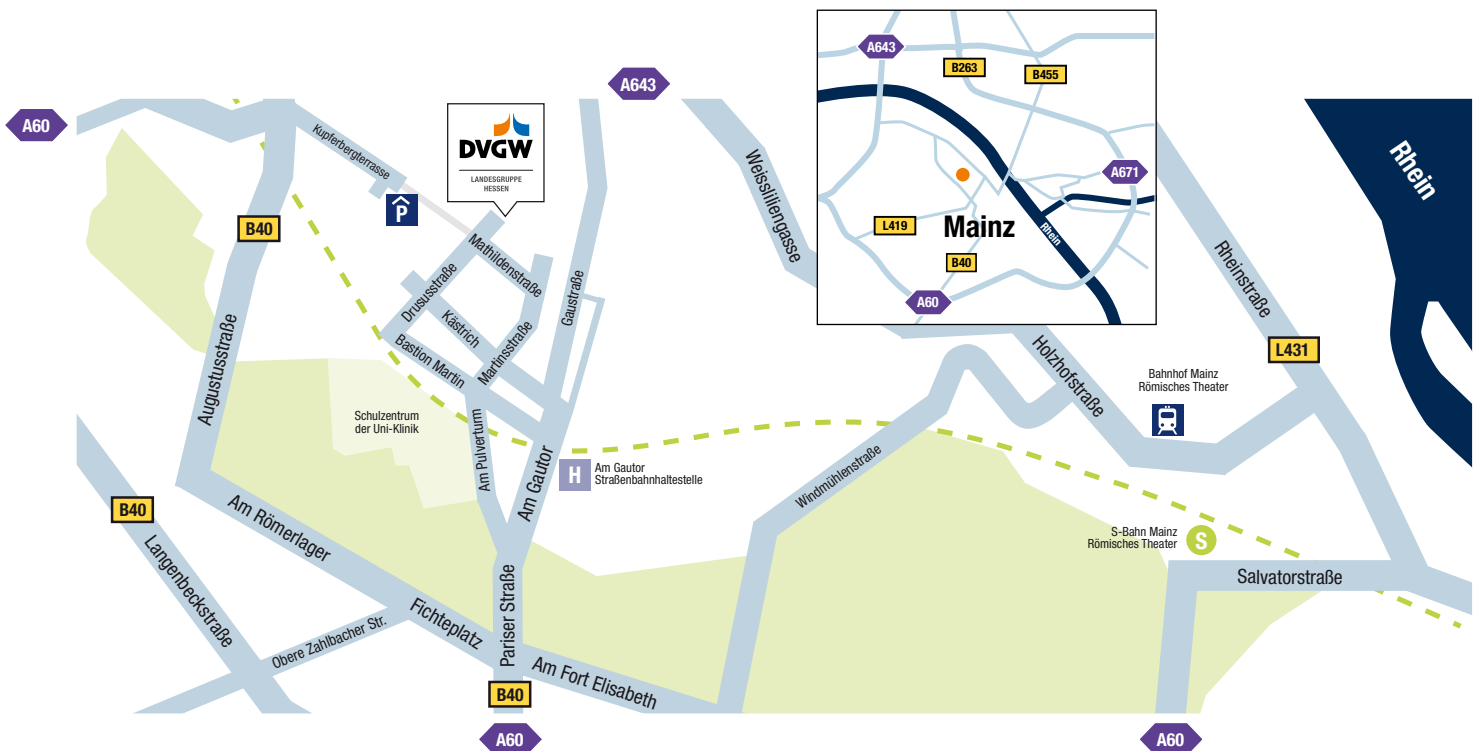 A643
B263
B455
A671
L419
Mainz
Rhein
B40
A60
A643
A60
Kupferbergterrasse
DVGW
LANDESGRUPPE
HESSEN
P
B40
Weissliliengasse
Rhein
Rheinstraße
Mathildenstraße
Drususstraße
Gaustraße
Kästrich
Martinsstraße
Bastion Martin
Augustusstraße
Holzhofstraße
L431
Bahnhof Mainz
Römisches Theater
Schulzentrum
der Uni-Klinik
Am Pulverturm
Am Gautor
H
Am Gautor
Straßenbahnhaltestelle
Windmühlenstraße
B40
Am Römerlager
Langenbeckstraße
S-Bahn Mainz
Römisches Theater
S
Salvatorstraße
Fichteplatz
Pariser Straße
Obere Zahlbacher Str.
Am Fort Elisabeth
B40
A60
A60